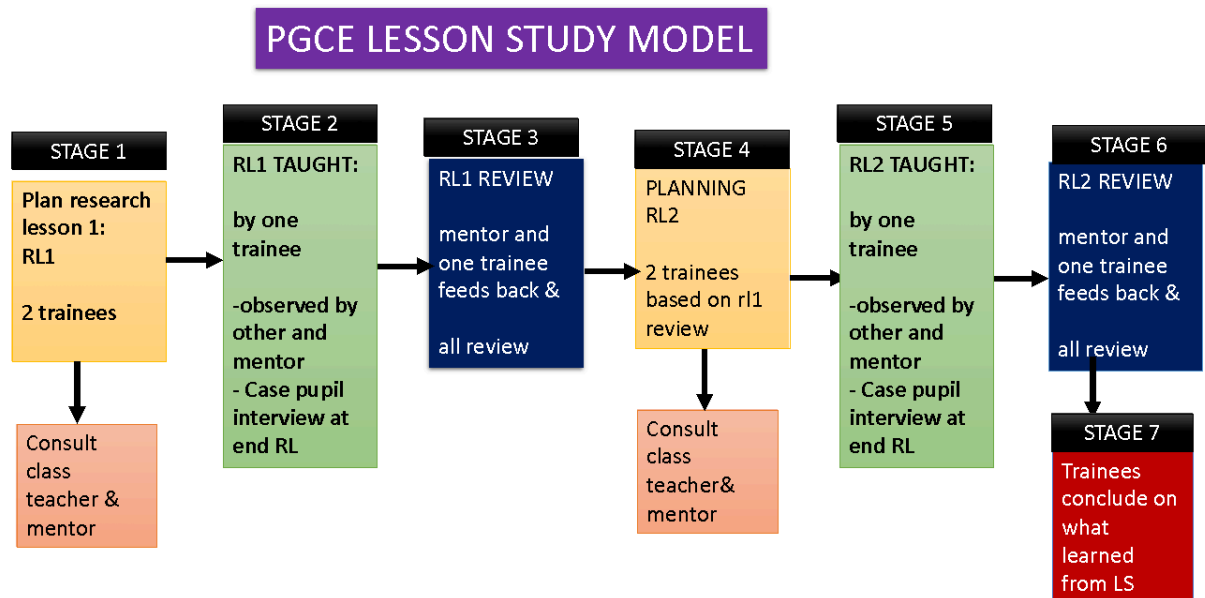 PGCE LESSON STUDY MODEL
STAGE 1
Plan research
lesson 1:
RL1
2 trainees
Consult
class
teacher &
mentor
STAGE 2
RL1 TAUGHT:
by one
trainee
-observed by
other and
mentor
- Case pupil
interview at
end RL
STAGE 3
RL1 REVIEW
mentor and
one trainee
feeds back &
all review
STAGE 4
PLANNING
RL2
2 trainees
based on rl1
review
Consult
class
teacher&
mentor
STAGE 5
RL2 TAUGHT:
by one
trainee
-observed by
other and
mentor
- Case pupil
interview at
end RL
STAGE 6
RL2 REVIEW
mentor and
one trainee
feeds back &
all review
STAGE 7
Trainees
conclude on
what
learned
from LS